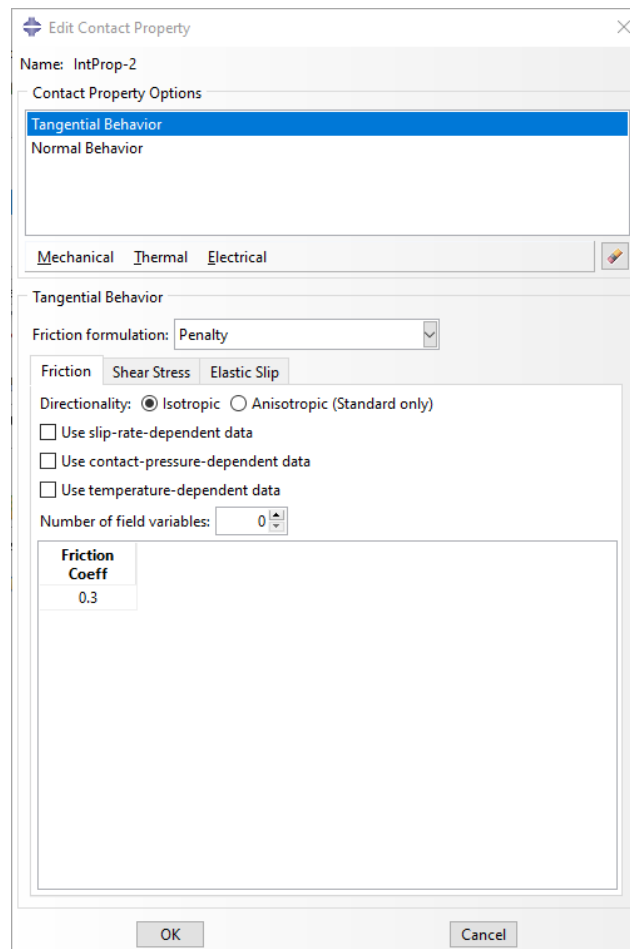 Edit Contact Property
Name: IntProp-2
Contact Property Options
Tangential Behavior
Normal Behavior
Mechanical Thermal Electrical
Tangential Behavior
Friction formulation: Penalty
Friction Shear Stress Elastic Slip
Directionality: Isotropic Anisotropic (Standard only)
Use slip-rate-dependent data
Use contact-pressure-dependent data
Use temperature-dependent data
Number of field variables: 0
Friction
Coeff
0.3
OK Cancel